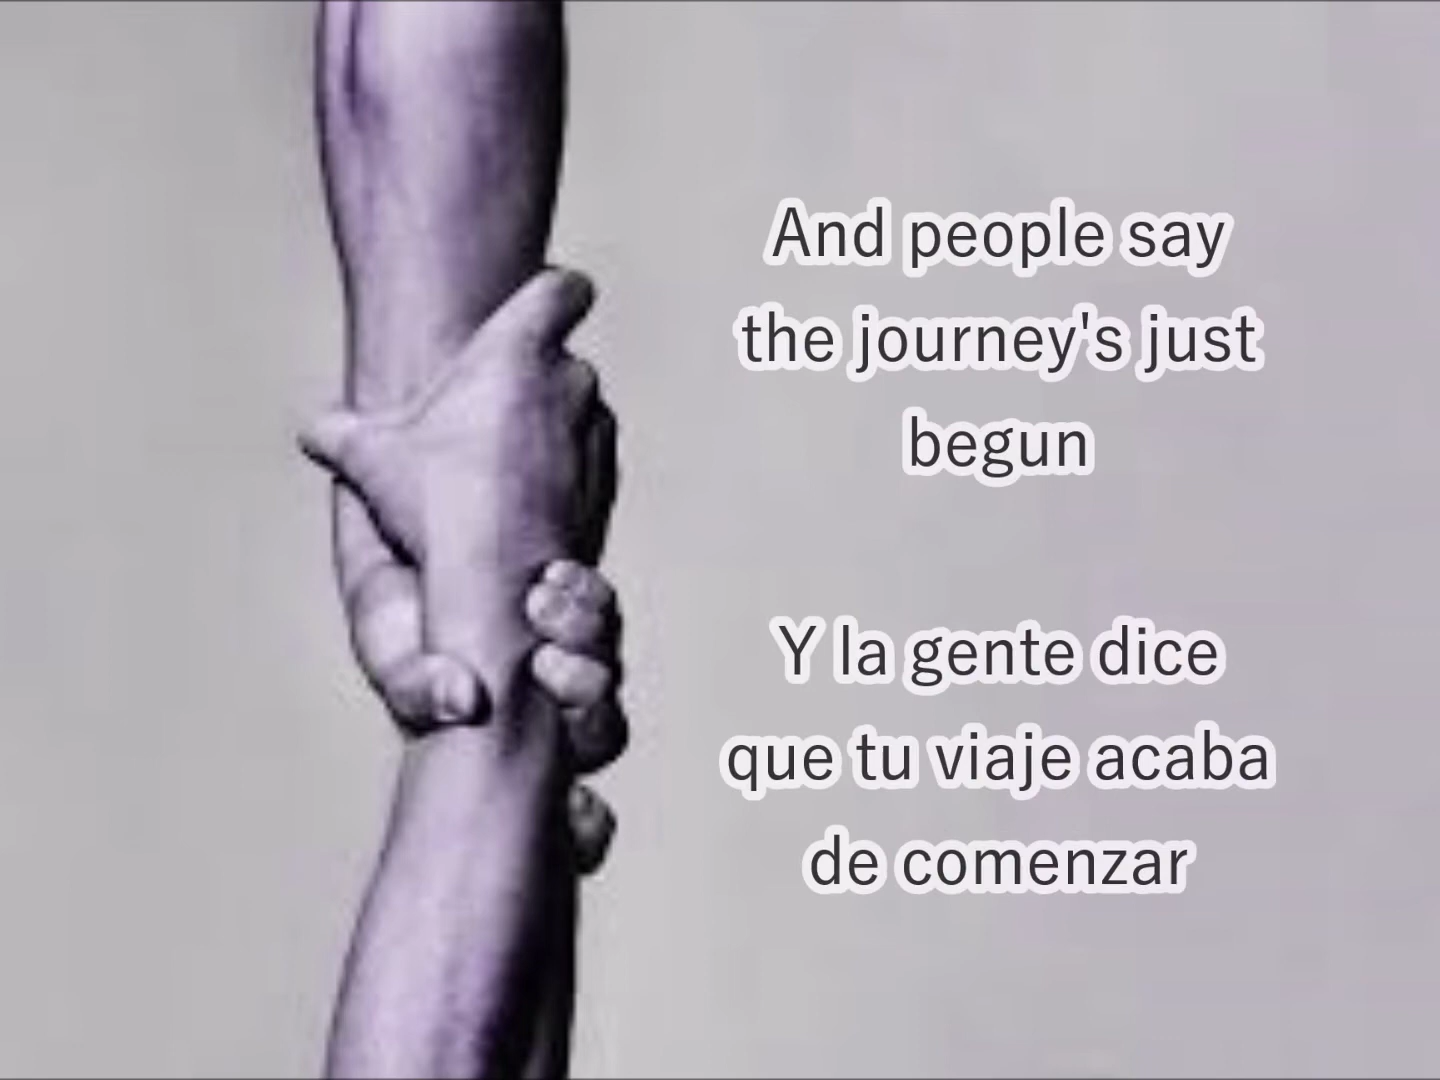 And people say
the journey's just
begun
Y la gente dice
que tu viaje acaba
de comenzar